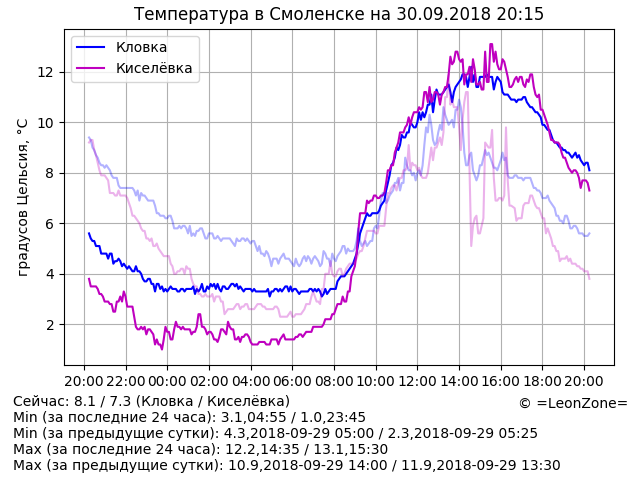 Температура в Смоленске на 30.09.2018 20:15
Кловка
Киселёвка
градусов Цельсия, °C
12
10
8
6
4
2
20:00 22:00 00:00 02:00 04:00 06:00 08:00 10:00 12:00 14:00 16:00 18:00 20:00
Сейчас: 8.1 / 7.3 (Кловка / Киселёвка)
© =LeonZone=
Min (за последние 24 часа): 3.1,04:55 / 1.0,23:45
Min (за предыдущие сутки): 4.3,2018-09-29 05:00 / 2.3,2018-09-29 05:25
Max (за последние 24 часа): 12.2,14:35 / 13.1,15:30
Max (за предыдущие сутки): 10.9,2018-09-29 14:00 / 11.9,2018-09-29 13:30